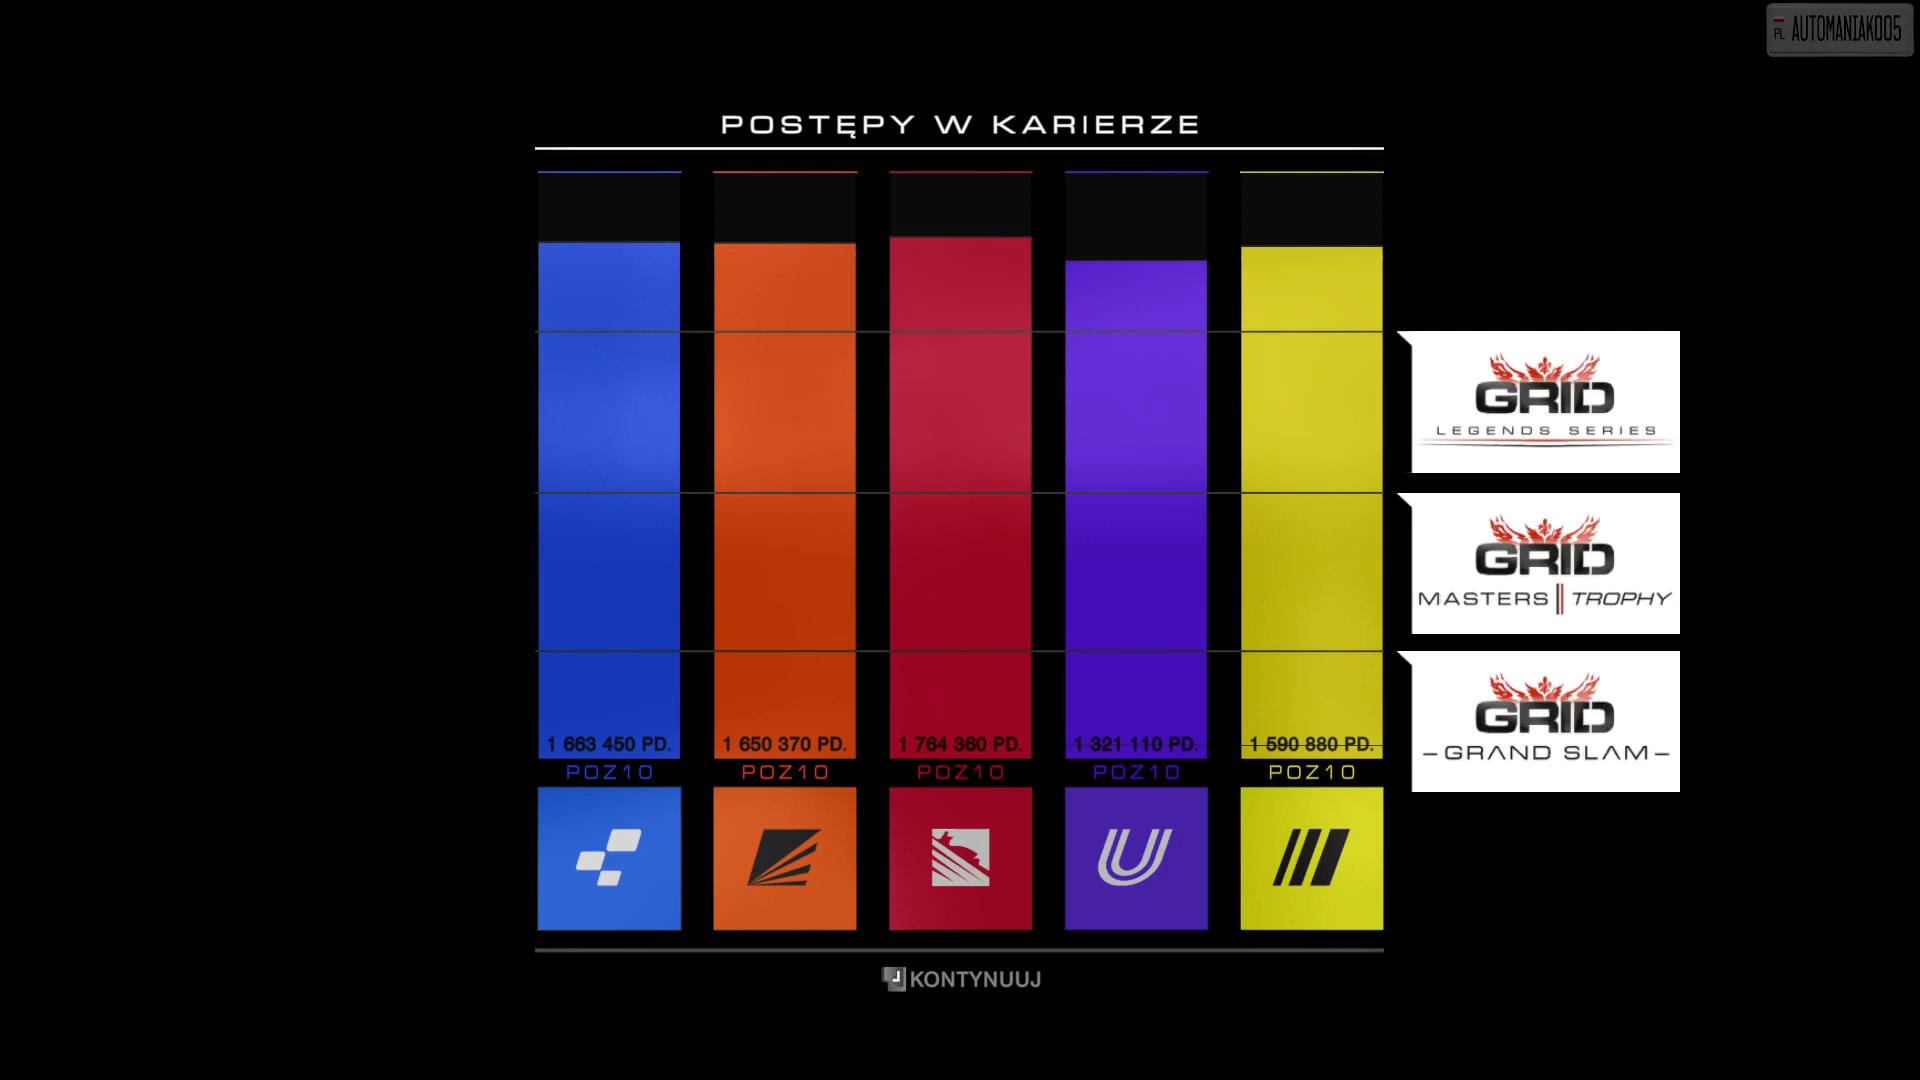 PL AUTOMANIAK005
POSTĘPY W KARIERZE
GRID
LEGENDS SERIES
GRID
MASTERS TROPHY
GRID
GRAND SLAM
1 663 450 PD. 1 650 370 PD. 1 764 360 PD. 1 321 110 PD. 1 590 880 PD.
POZ10 POZ10 POZ10 POZ10 POZ10
KONTYNUUJ